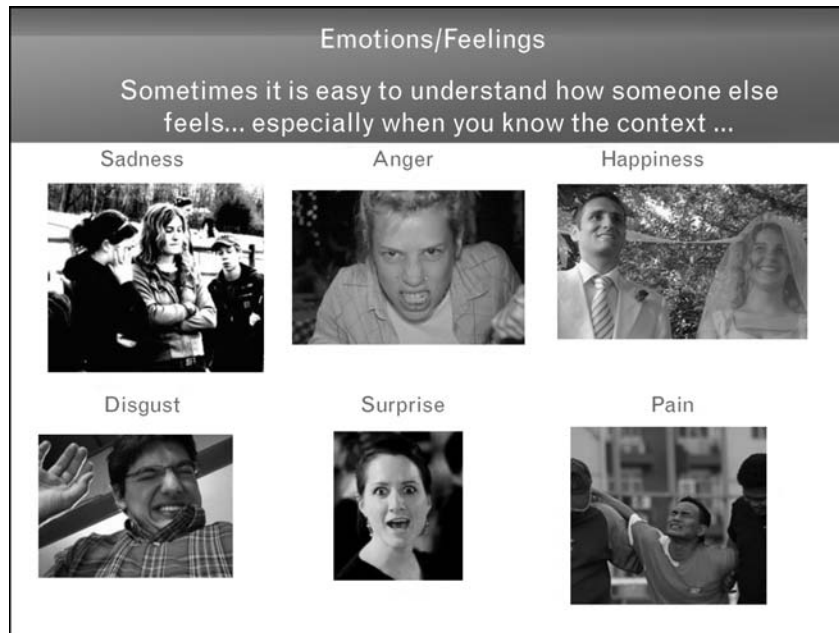 Emotions/Feelings
Sometimes it is easy to understand how someone else
feels... especially when you know the context ...
Sadness
Anger
Happiness
Disgust
Surprise
Pain